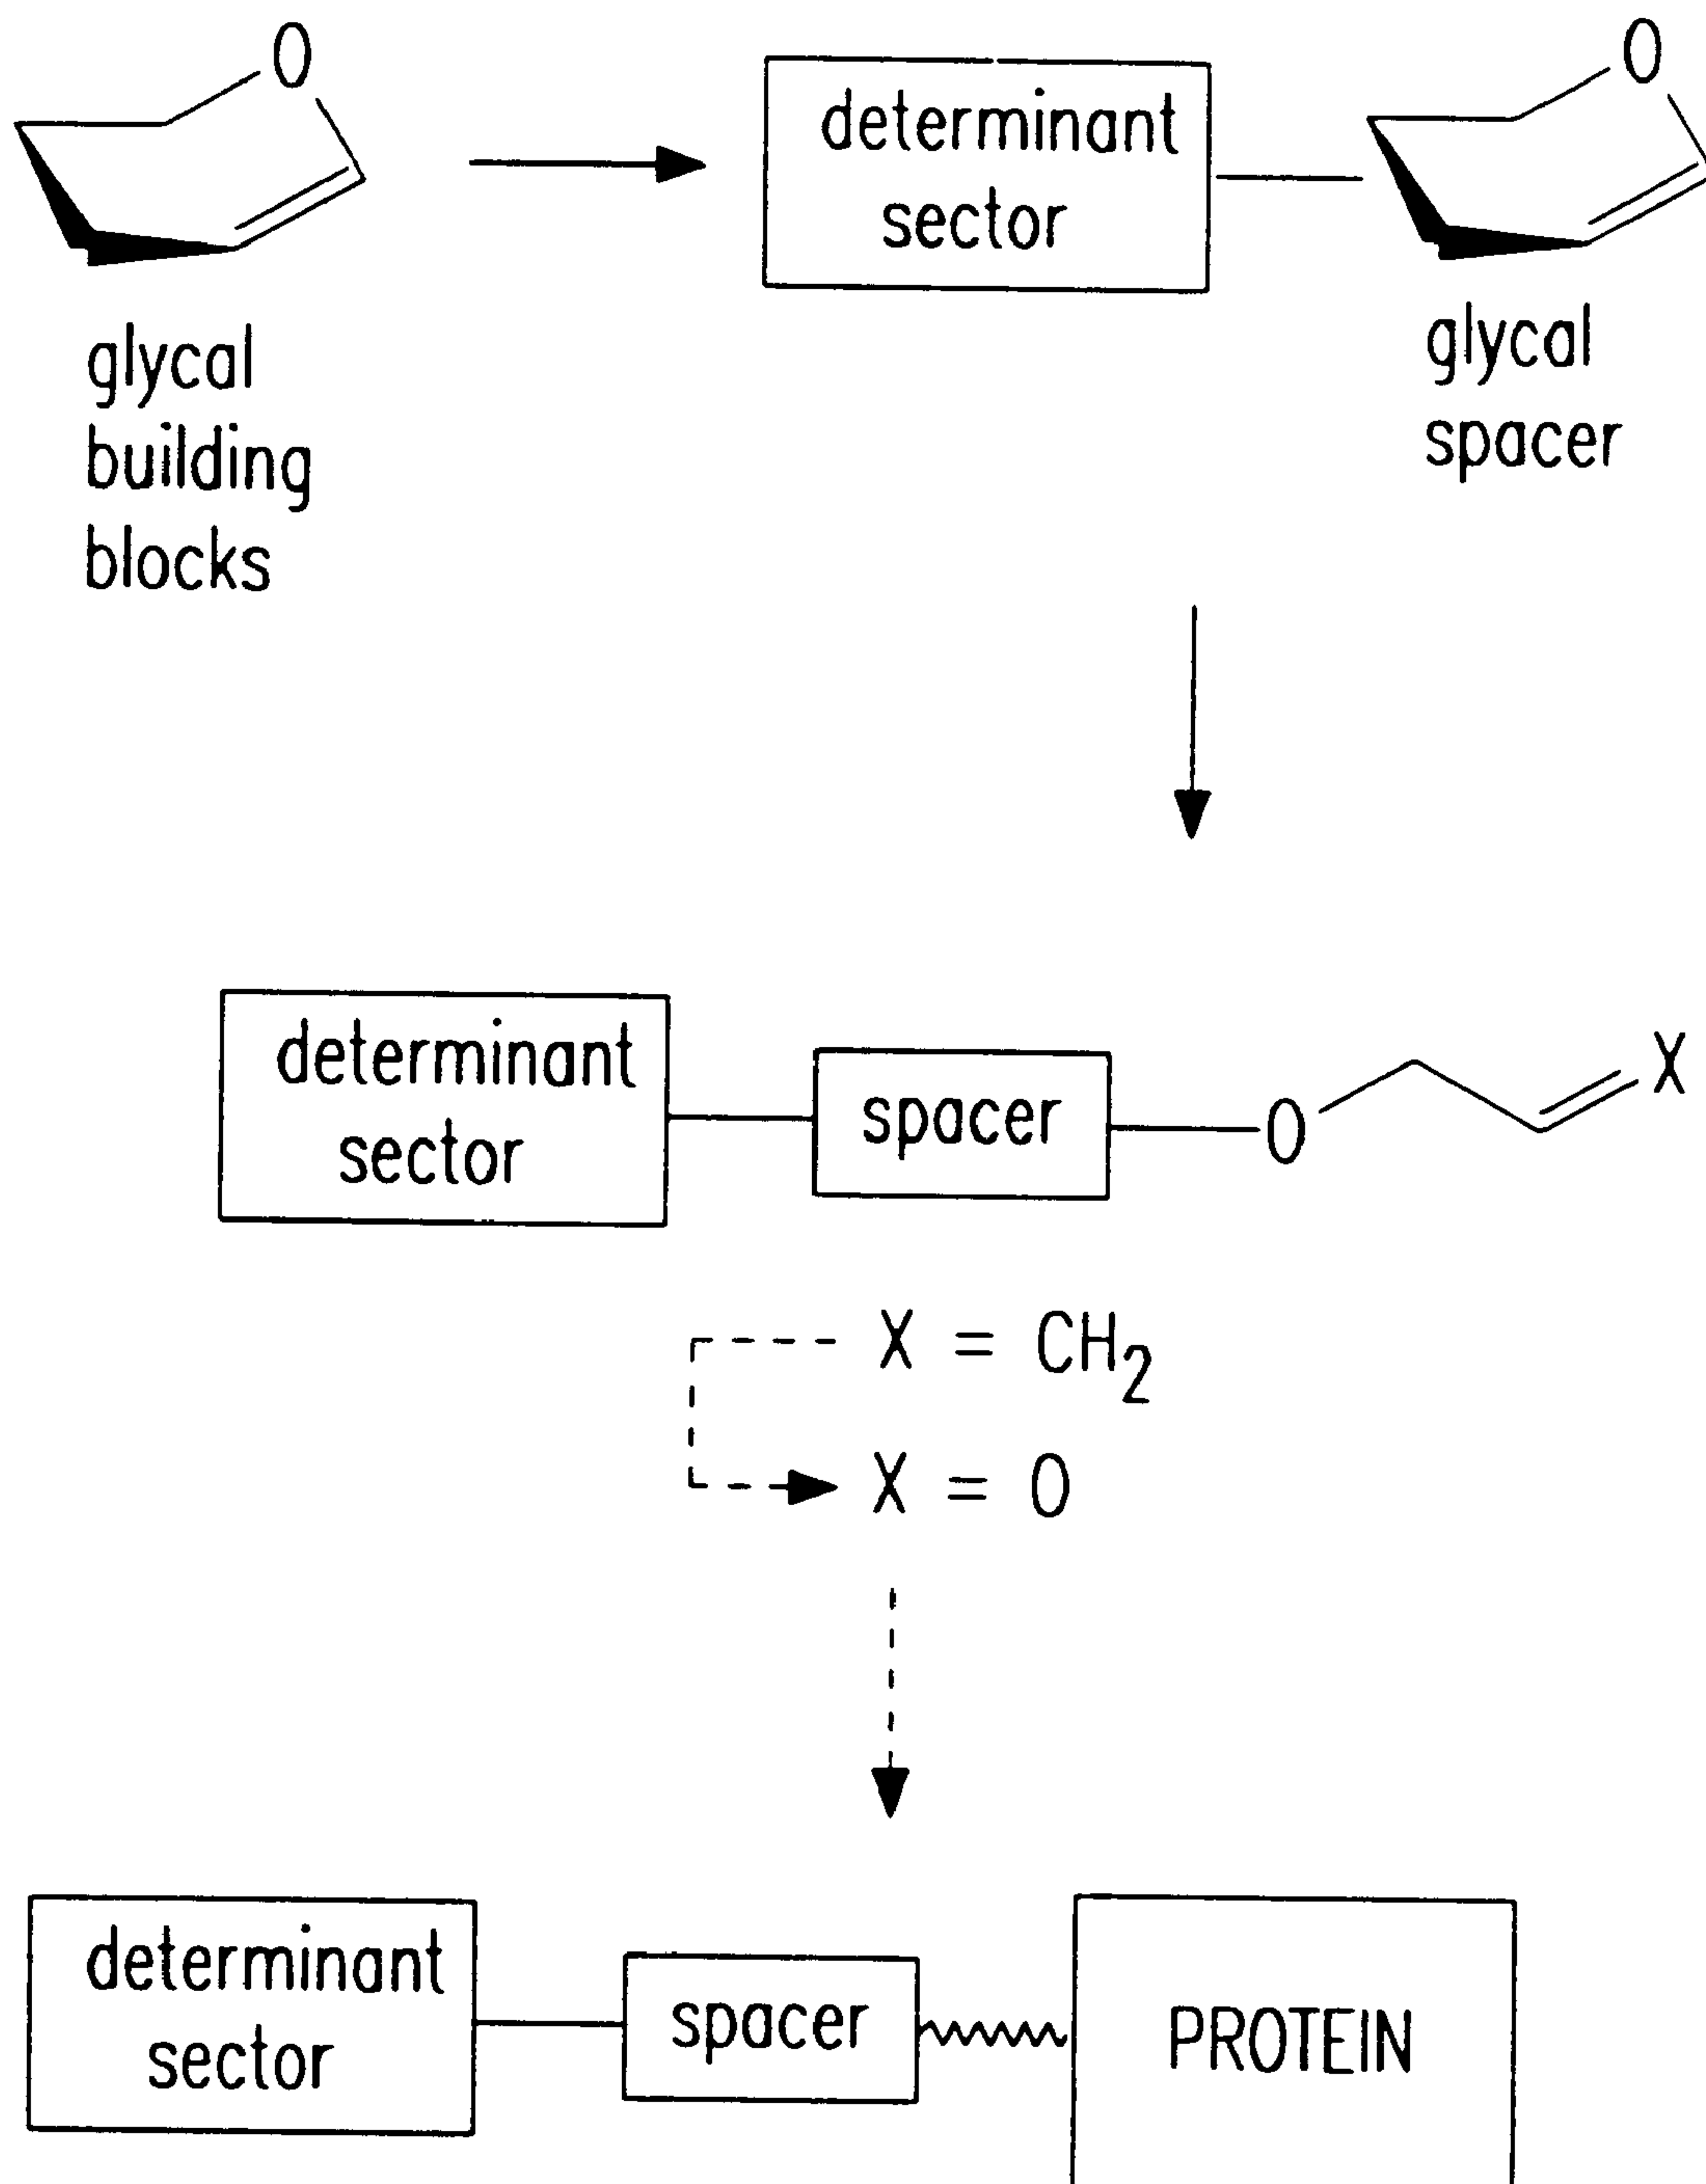 O
O
determinant
sector
glycal
building
blocks
glycal
spacer
determinant
sector
spacer
O
X
X = CH2
X = O
determinant
sector
spacer
PROTEIN